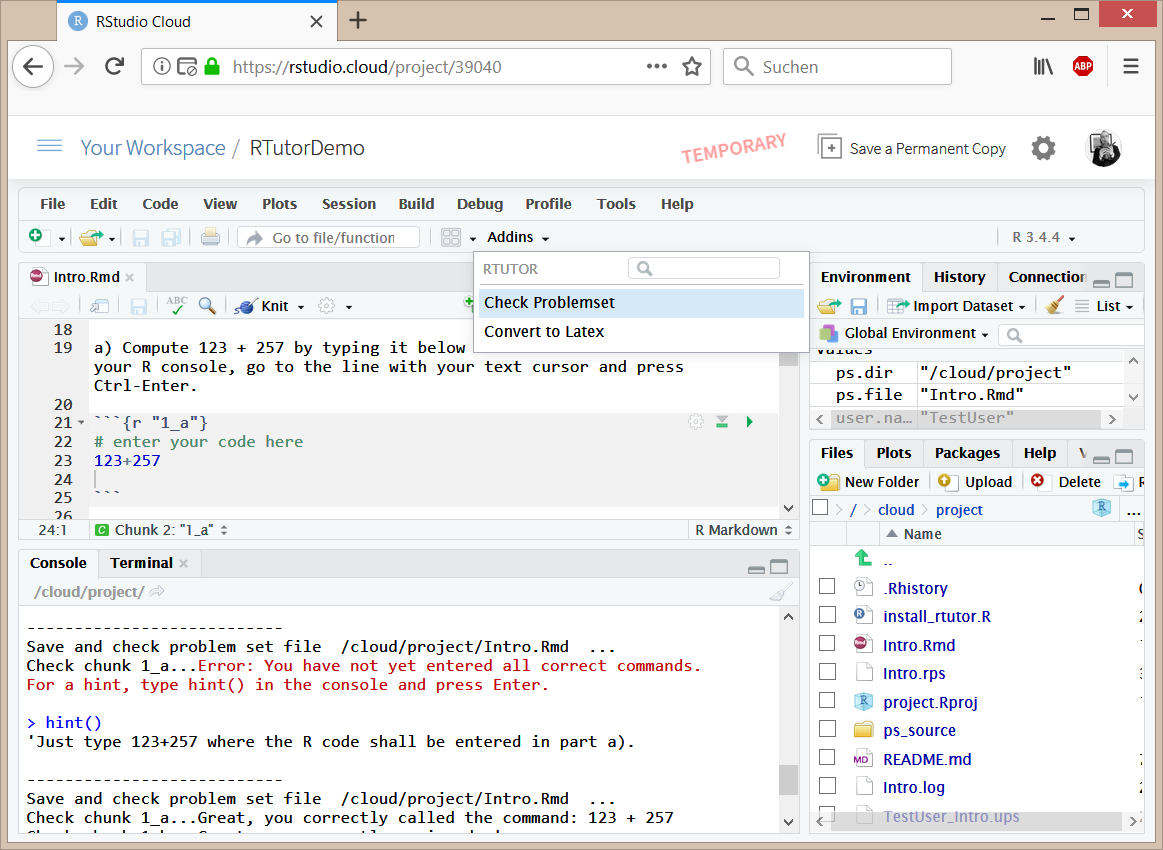 RStudio Cloud
https://rstudio.cloud/project/39040
Suchen
ABP
Your Workspace / RTutorDemo
TEMPORARY
Save a Permanent Copy
File Edit Code View Plots Session Build Debug Profile Tools Help
Go to file/function
Addins
R 3.4.4
RTUTOR
Check Problemset
Convert to Latex
Intro.Rmd
ABC
Knit
18
19 a) Compute 123 + 257 by typing it below
your R console, go to the line with your text cursor and press
Ctrl-Enter.
20
21 ```{r "1_a"}
22 # enter your code here
23 123+257
24
25 ```
26
24:1 C Chunk 2: "1_a" R Markdown
Console Terminal
/cloud/project/
---------------------------
Save and check problem set file /cloud/project/Intro.Rmd ...
Check chunk 1_a...Error: You have not yet entered all correct commands.
For a hint, type hint() in the console and press Enter.
> hint()
'Just type 123+257 where the R code shall be entered in part a).
---------------------------
Save and check problem set file /cloud/project/Intro.Rmd ...
Check chunk 1_a...Great, you correctly called the command: 123 + 257
Environment History Connection
Import Dataset List
Global Environment
Values
ps.dir "/cloud/project"
ps.file "Intro.Rmd"
user.na… "TestUser"
Files Plots Packages Help
New Folder Upload Delete
/ cloud project ...
Name
..
.Rhistory
install_rtutor.R
Intro.Rmd
Intro.rps
project.Rproj
ps_source
MD README.md
Intro.log
TestUser_Intro.ups